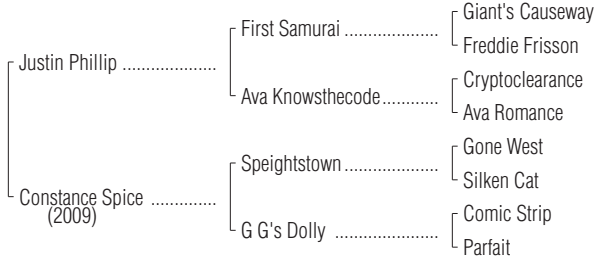 Giant's Causeway
First Samurai ....................
Freddie Frisson
Justin Phillip ....................
Cryptoclearance
Ava Knowsthecode............
Ava Romance
Gone West
Speightstown....................
Silken Cat
Constance Spice ..............
(2009)
Comic Strip
G G's Dolly ......................
Parfait